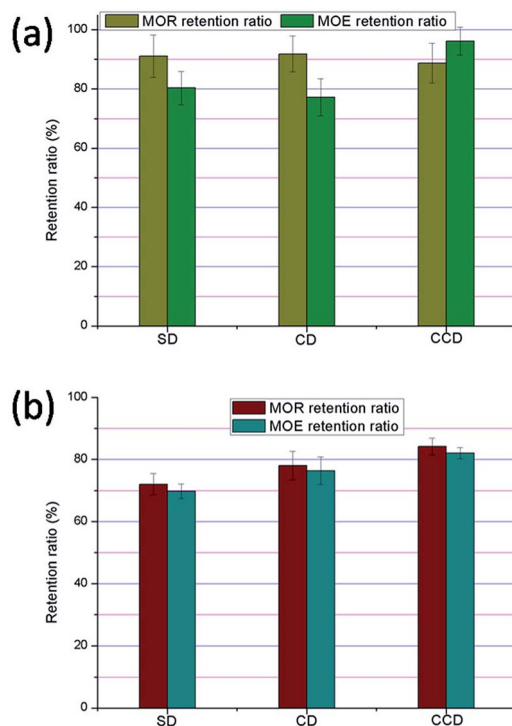 (a)
MOR retention ratio MOE retention ratio
Retention ratio (%)
100
80
60
40
20
0
SD CD CCD
(b)
MOR retention ratio
MOE retention ratio
Retention ratio (%)
100
80
60
40
20
0
SD CD CCD